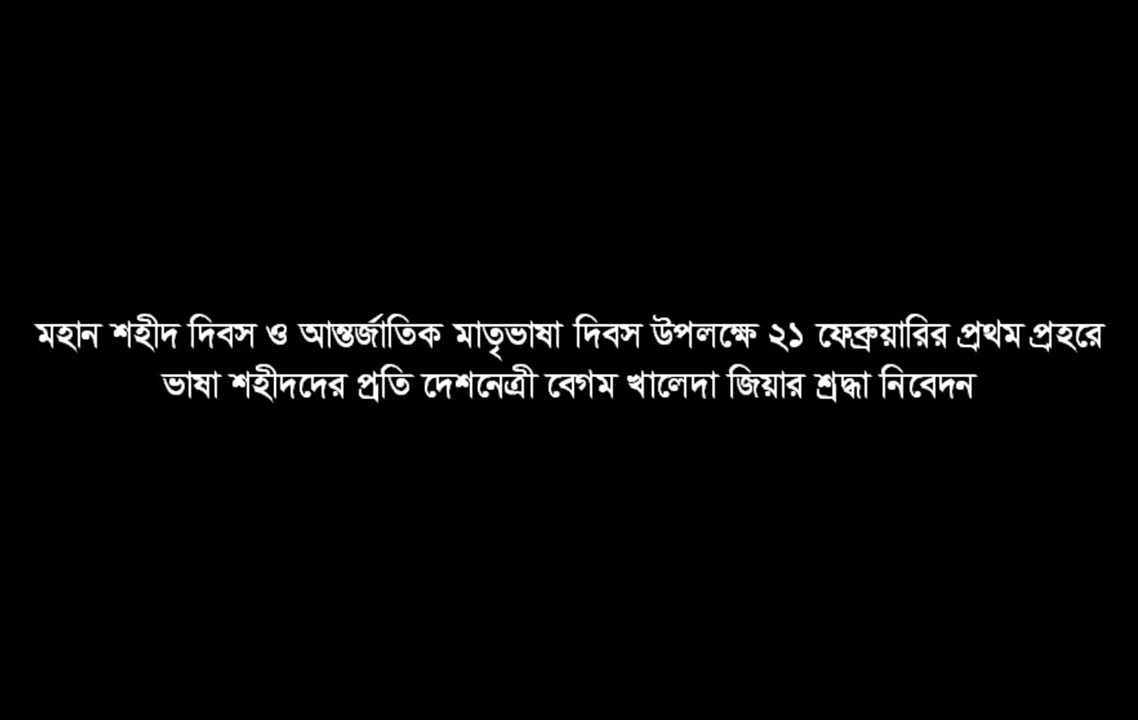 মহান শহীদ দিবস ও আন্তর্জাতিক মাতৃভাষা দিবস উপলক্ষে ২১ ফেব্রুয়ারির প্রথম প্রহরে
ভাষা শহীদদের প্রতি দেশনেত্রী বেগম খালেদা জিয়ার শ্রদ্ধা নিবেদন